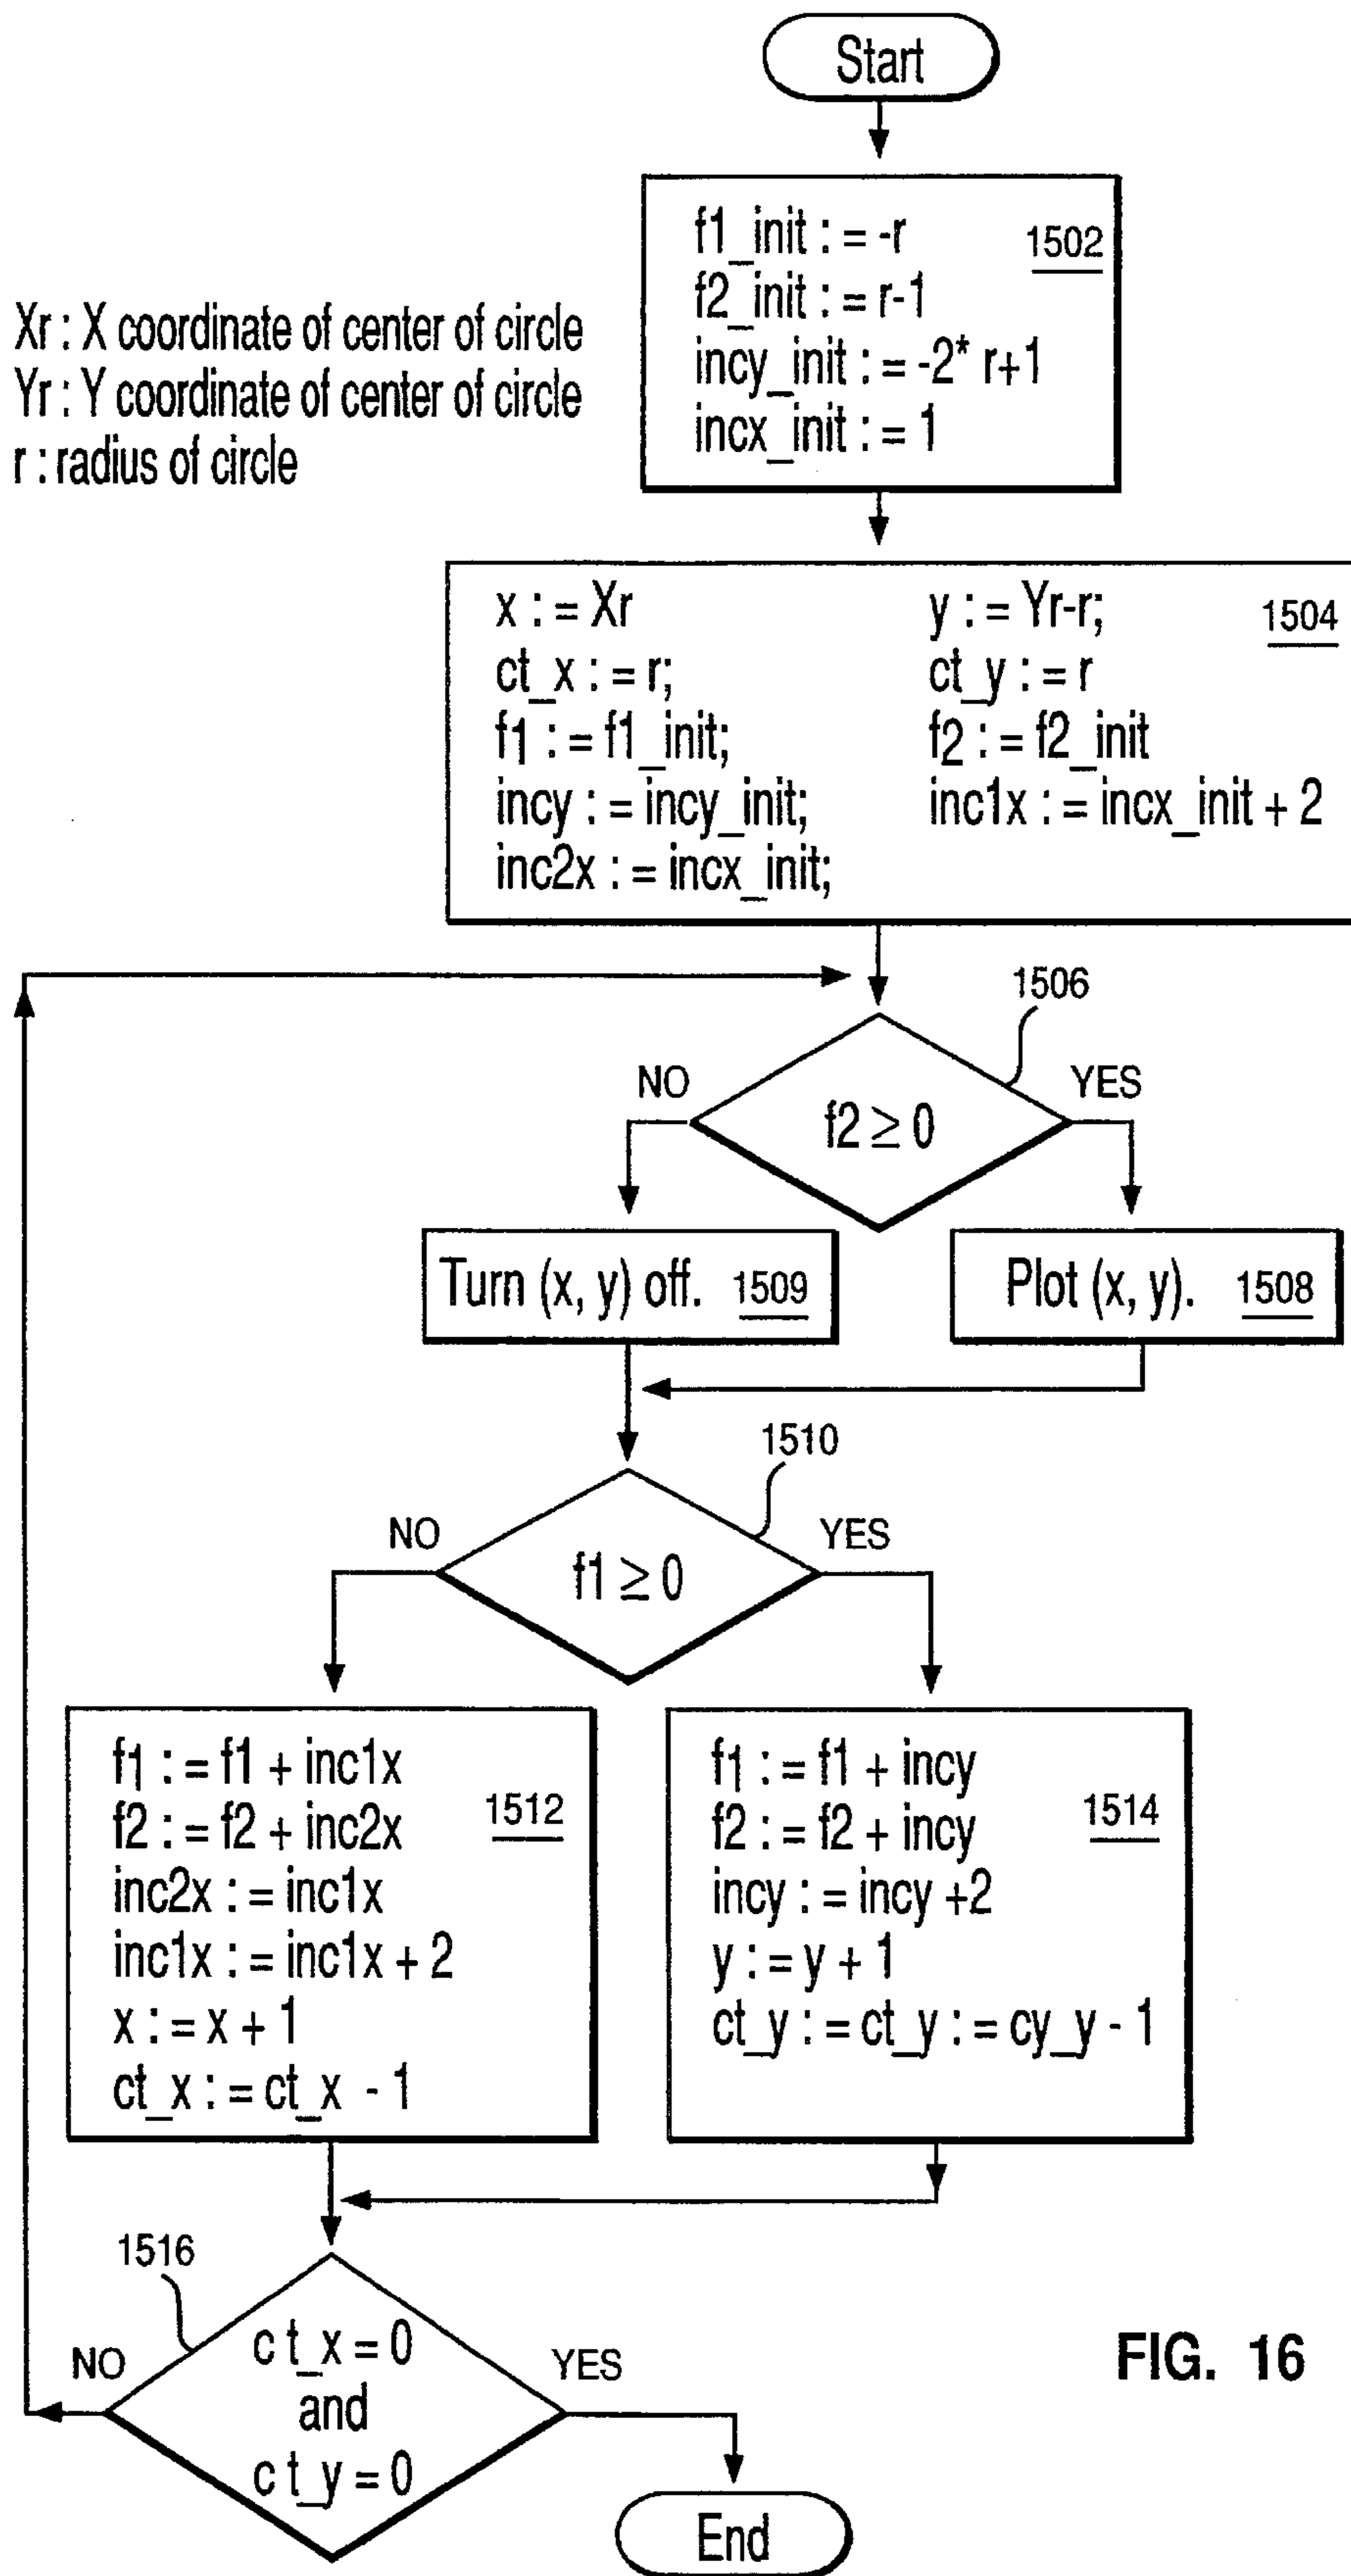 Start
f1_init : = -r
1502
f2_init : = r-1
incy_init : = -2* r+1
incx_init : = 1
Xr : X coordinate of center of circle
Yr : Y coordinate of center of circle
r : radius of circle
x : = Xr
y : = Yr-r;
1504
ct_x : = r;
ct_y : = r
f1 : = f1_init;
f2 : = f2_init
incy : = incy_init;
inc1x : = incx_init + 2
inc2x : = incx_init;
1506
NO
YES
f2 ≥ 0
Turn (x, y) off. 1509
Plot (x, y). 1508
1510
NO
YES
f1 ≥ 0
f1 : = f1 + inc1x
f2 : = f2 + inc2x
1512
inc2x : = inc1x
inc1x : = inc1x + 2
x : = x + 1
ct_x : = ct_x - 1
f1 : = f1 + incy
f2 : = f2 + incy
1514
incy : = incy +2
y : = y + 1
ct_y : = ct_y : = cy_y - 1
1516
NO
YES
c t_x = 0
and
c t_y = 0
End
FIG. 16